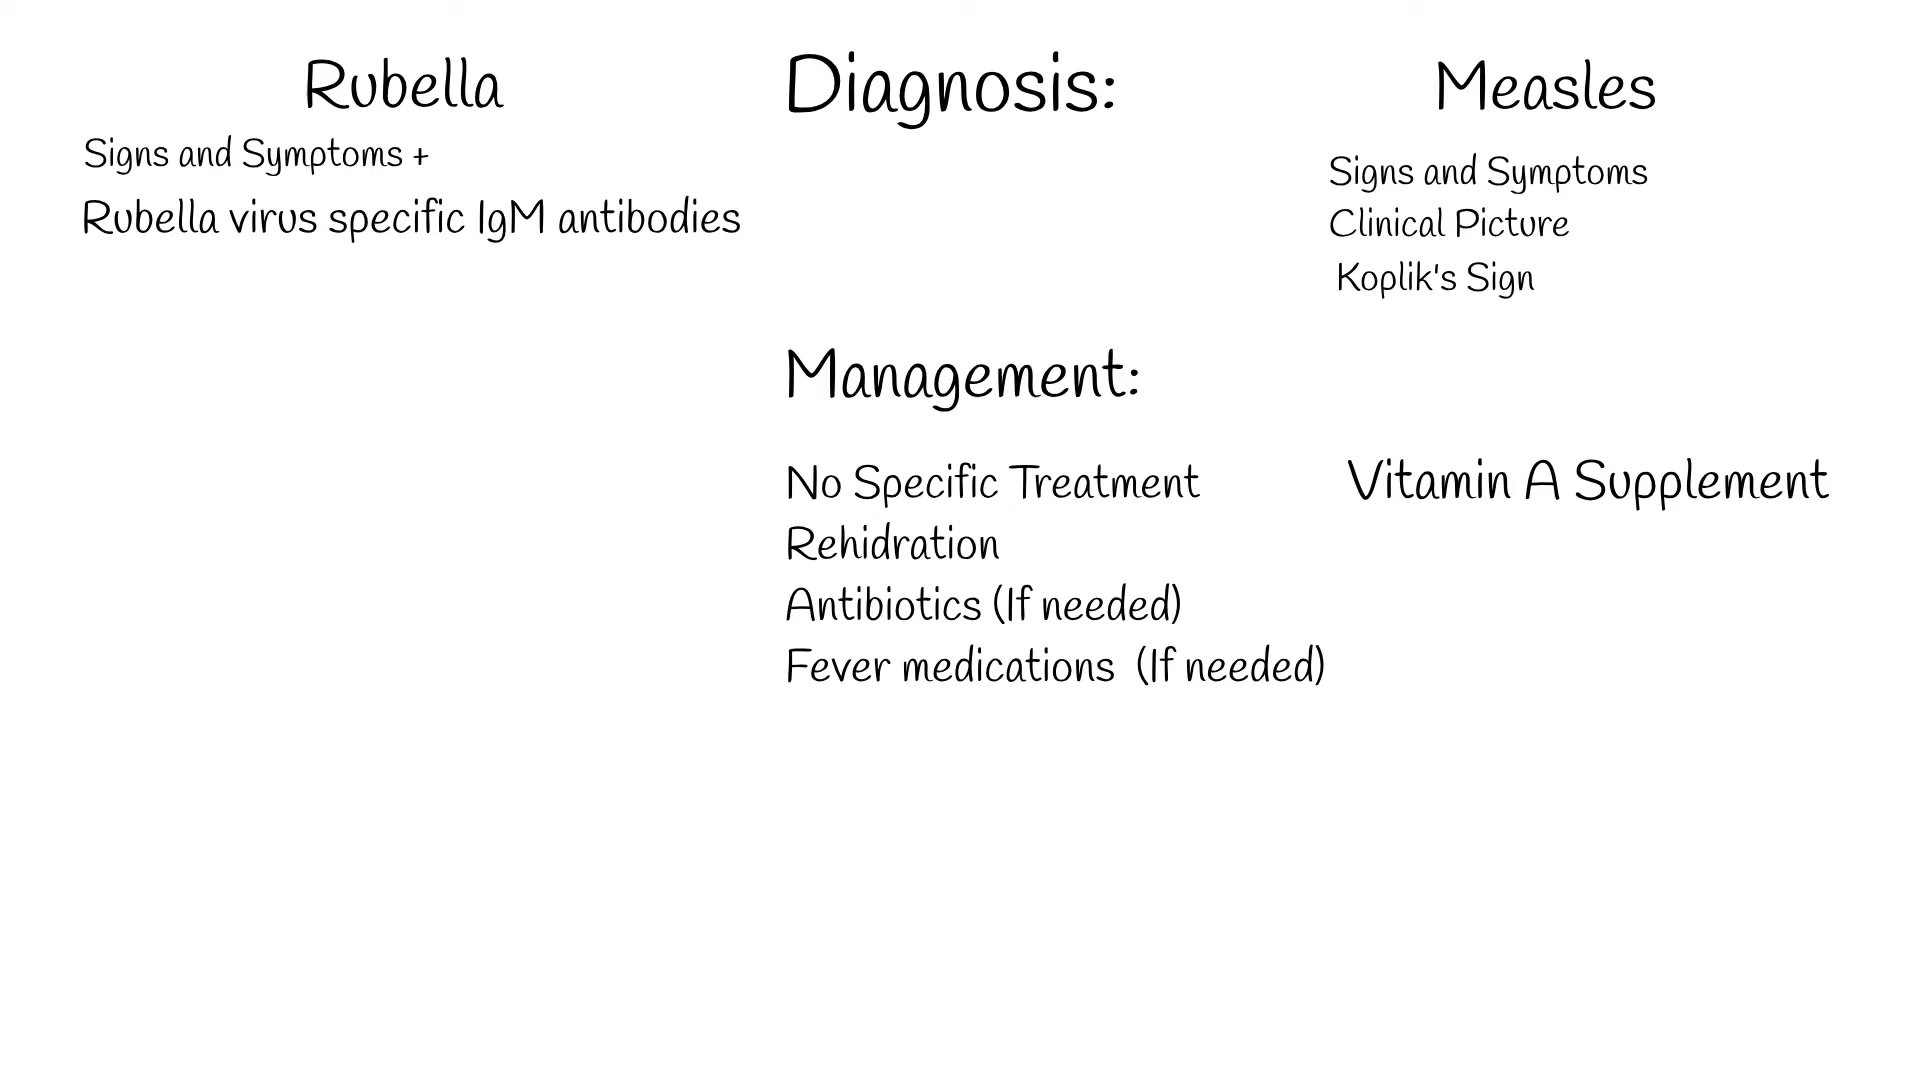 Rubella
Signs and Symptoms +
Rubella virus specific IgM antibodies
Diagnosis:
Measles
Signs and Symptoms
Clinical Picture
Koplik's Sign
Management:
No Specific Treatment
Rehidration
Antibiotics (If needed)
Fever medications (If needed)
Vitamin A Supplement